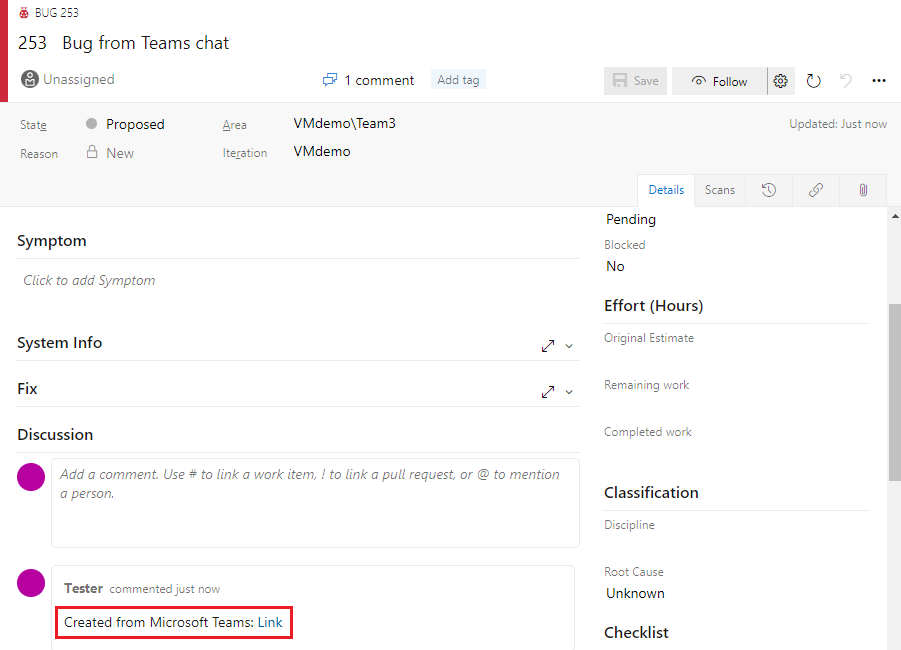 BUG 253
253 Bug from Teams chat
Unassigned
1 comment
Add tag
Save
Follow
State
Proposed
Area
VMdemo\Team3
Updated: Just now
Reason
New
Iteration
VMdemo
Details
Scans
Symptom
Click to add Symptom
System Info
Fix
Discussion
Add a comment. Use # to link a work item, ! to link a pull request, or @ to mention
a person.
Tester commented just now
Created from Microsoft Teams: Link
Pending
Blocked
No
Effort (Hours)
Original Estimate
Remaining work
Completed work
Classification
Discipline
Root Cause
Unknown
Checklist